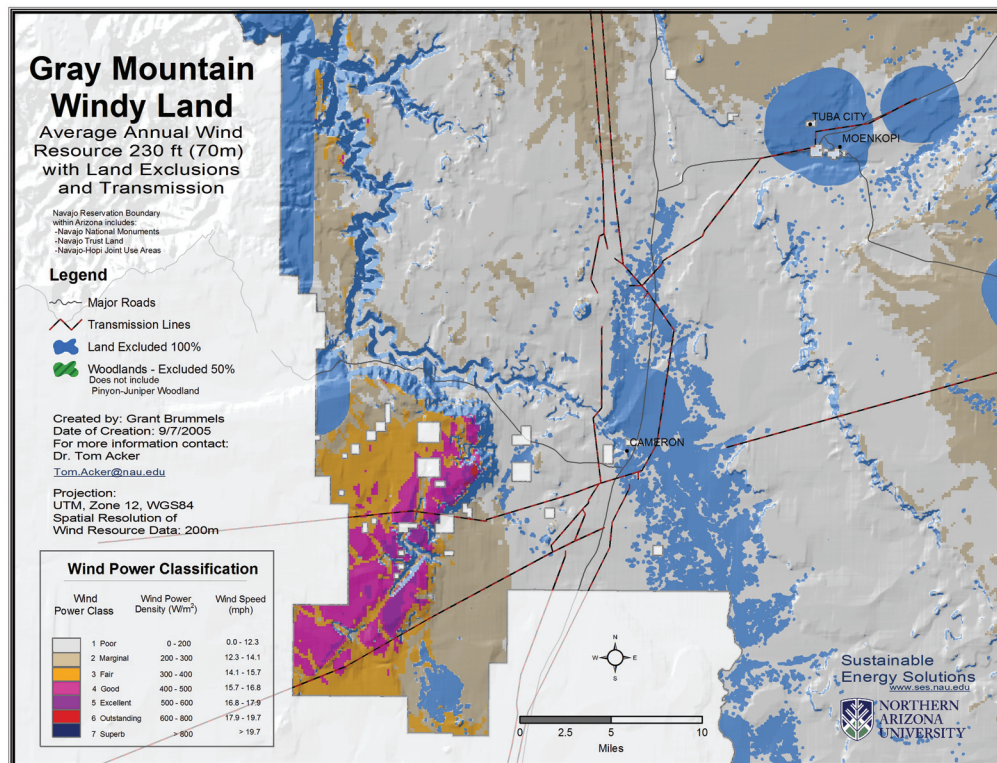 Gray Mountain
Windy Land
Average Annual Wind
Resource 230 ft (70m)
with Land Exclusions
and Transmission
Navajo Reservation Boundary
within Arizona includes:
-Navajo National Monuments
-Navajo Trust Land
-Navajo-Hopi Joint Use Areas
Legend
Major Roads
Transmission Lines
Land Excluded 100%
Woodlands - Excluded 50%
Does not include
Pinyon-Juniper Woodland
Created by: Grant Brummels
Date of Creation: 9/7/2005
For more information contact:
Dr. Tom Acker
Tom.Acker@nau.edu
Projection:
UTM, Zone 12, WGS84
Spatial Resolution of
Wind Resource Data: 200m
Wind Power Classification
Wind Power Class Wind Power Density (W/m²) Wind Speed (mph)
1 Poor 0 - 200 0.0 - 12.3
2 Marginal 200 - 300 12.3 - 14.1
3 Fair 300 - 400 14.1 - 15.7
4 Good 400 - 500 15.7 - 16.8
5 Excellent 500 - 600 16.8 - 17.9
6 Outstanding 600 - 800 17.9 - 19.7
7 Superb > 800 > 19.7
TUBA CITY
MOENKOPI
CAMERON
N
W E
S
0 2.5 5 10
Miles
Sustainable
Energy Solutions
www.ses.nau.edu
NORTHERN
ARIZONA
UNIVERSITY